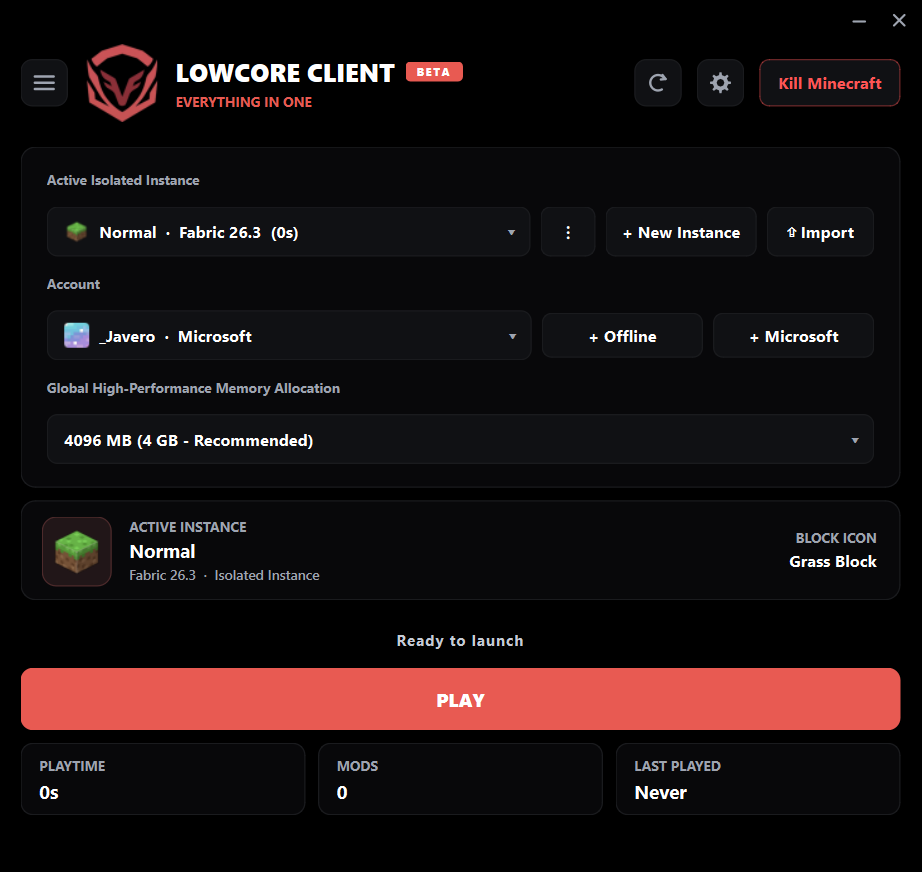 LOWCORE CLIENT BETA
EVERYTHING IN ONE
Kill Minecraft
Active Isolated Instance
Normal · Fabric 26.3 (0s)
+ New Instance
⇧ Import
Account
_Javero · Microsoft
+ Offline
+ Microsoft
Global High-Performance Memory Allocation
4096 MB (4 GB - Recommended)
ACTIVE INSTANCE
Normal
Fabric 26.3 · Isolated Instance
BLOCK ICON
Grass Block
Ready to launch
PLAY
PLAYTIME
0s
MODS
0
LAST PLAYED
Never